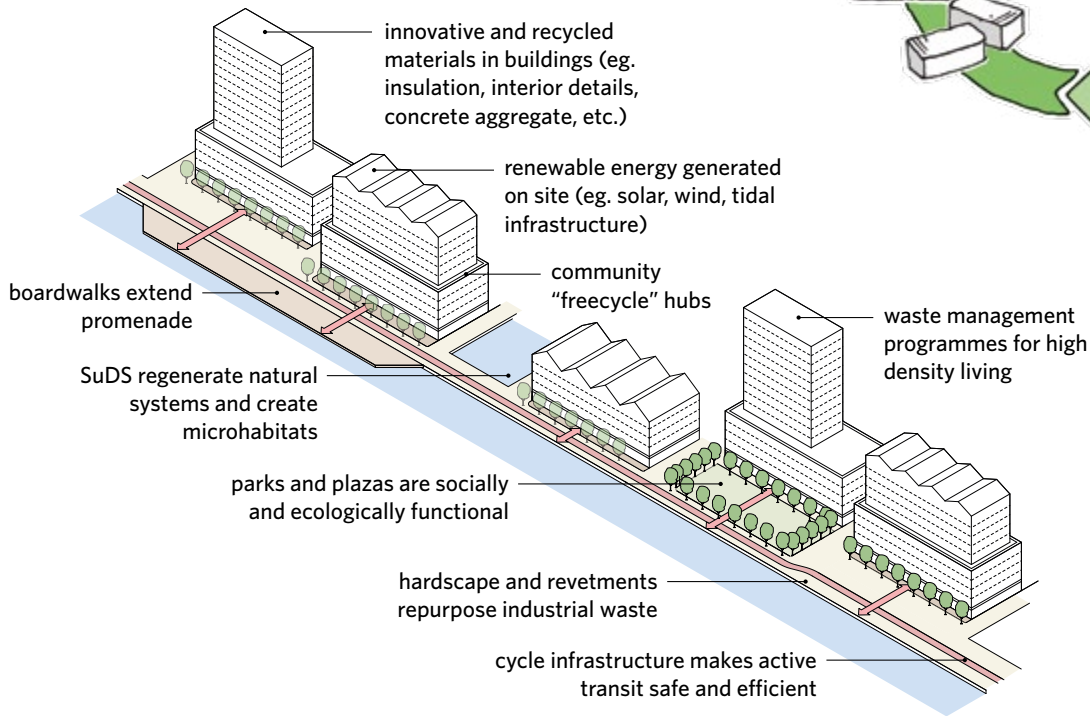 innovative and recycled
materials in buildings (eg.
insulation, interior details,
concrete aggregate, etc.)
renewable energy generated
on site (eg. solar, wind, tidal
infrastructure)
community
“freecycle” hubs
boardwalks extend
promenade
waste management
programmes for high
density living
SuDS regenerate natural
systems and create
microhabitats
parks and plazas are socially
and ecologically functional
hardscape and revetments
repurpose industrial waste
cycle infrastructure makes active
transit safe and efficient